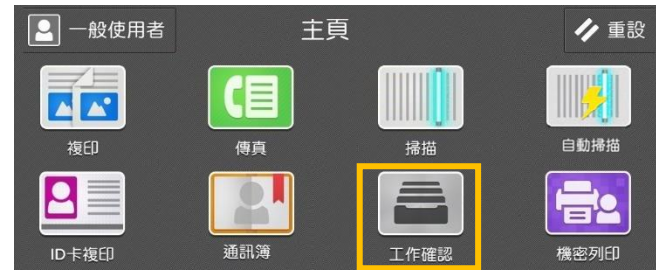 一般使用者 主頁 重設
複印 傳真 掃描 自動掃描
ID卡複印 通訊簿 工作確認 機密列印